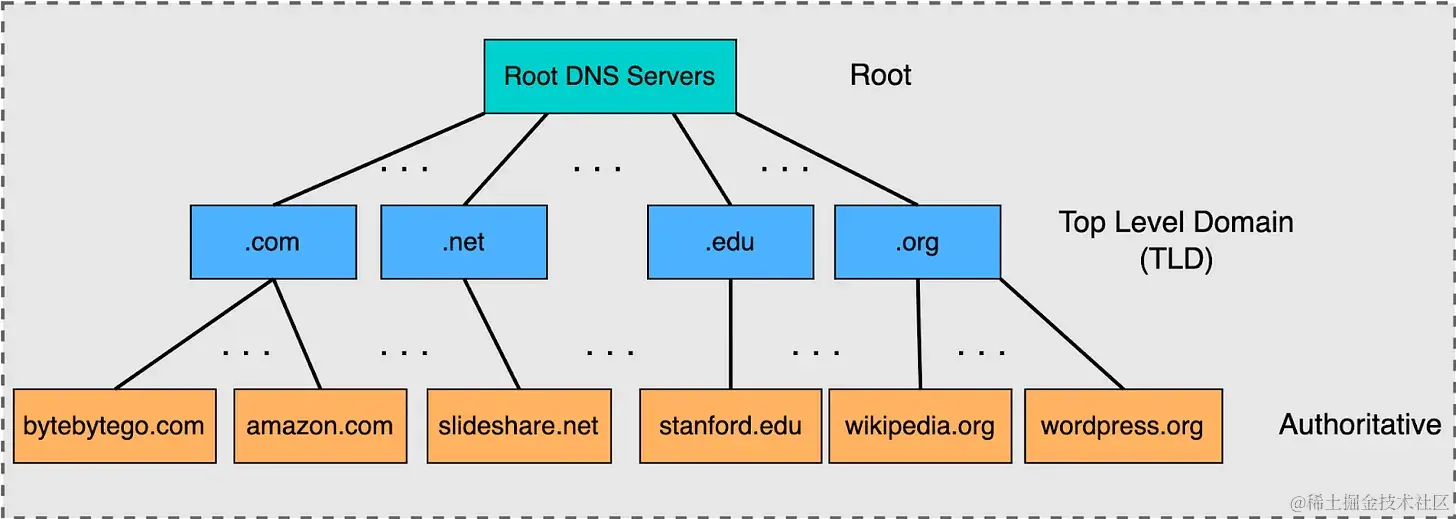 Root DNS Servers
Root
. . .
. . .
. . .
.com
.net
.edu
.org
Top Level Domain
(TLD)
. . .
. . .
. . .
. . .
. . .
bytebytego.com
amazon.com
slideshare.net
stanford.edu
wikipedia.org
wordpress.org
Authoritative
@稀土掘金技术社区